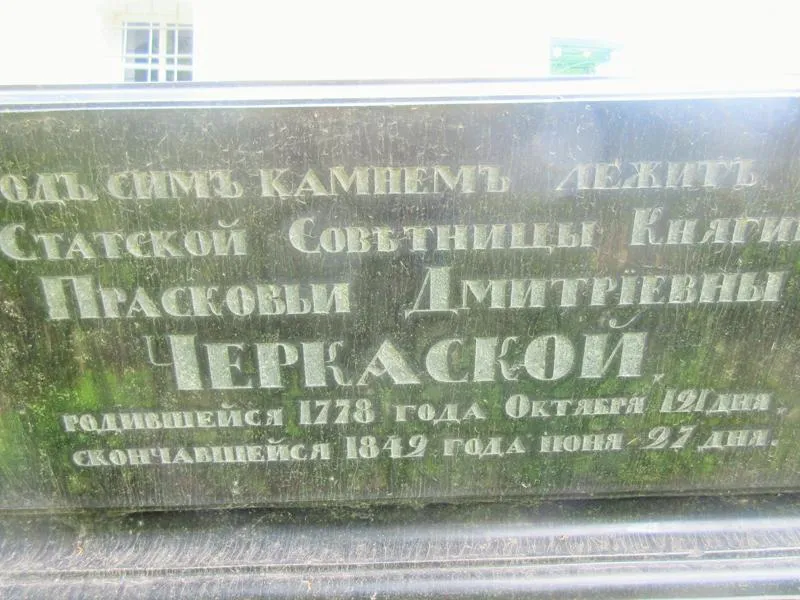 одъ симъ камнемъ лежитъ
Статской Совѣтницы Княгин
Прасковьи Дмитрїевны
Черкаской,
родившейся 1778 года Октября 12 дня,
скончавшейся 1842 года июня 27 дня.